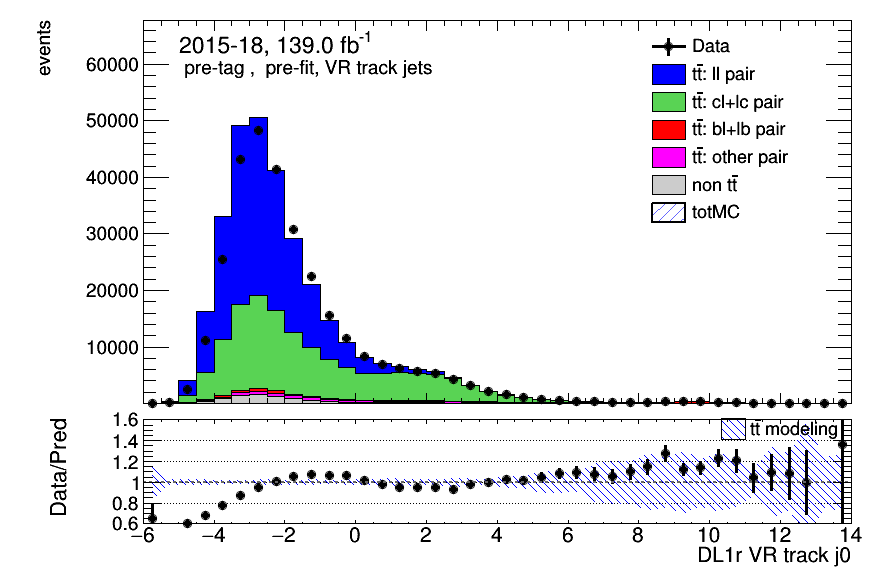 events
2015-18, 139.0 fb-1
pre-tag , pre-fit, VR track jets
Data
tt̄: ll pair
tt̄: cl+lc pair
tt̄: bl+lb pair
tt̄: other pair
non tt̄
totMC
60000
50000
40000
30000
20000
10000
Data/Pred
tt̄ modeling
1.6
1.4
1.2
1
0.8
0.6
−6 −4 −2 0 2 4 6 8 10 12 14
DL1r VR track j0